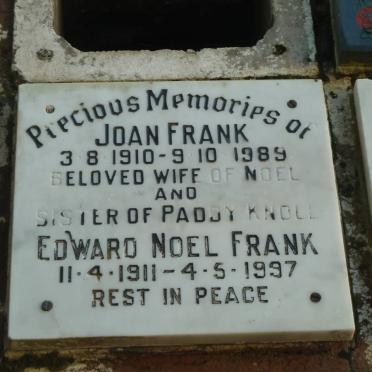 Precious Memories of
JOAN FRANK
3 8 1910-9 10 1989
BELOVED WIFE OF NOEL
AND
SISTER OF PADDY KNOLL
EDWARD NOEL FRANK
11·4·1911-4·5·1997
REST IN PEACE